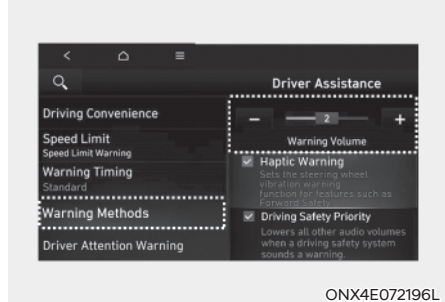 Driver Assistance
Driving Convenience
Speed Limit
Speed Limit Warning
Warning Timing
Standard
Warning Methods
Driver Attention Warning
– 2 +
Warning Volume
Haptic Warning
Sets the steering wheel
vibration warning
function for features such as
Forward Safety
Driving Safety Priority
Lowers all other audio volumes
when a driving safety system
sounds a warning.
ONX4E072196L